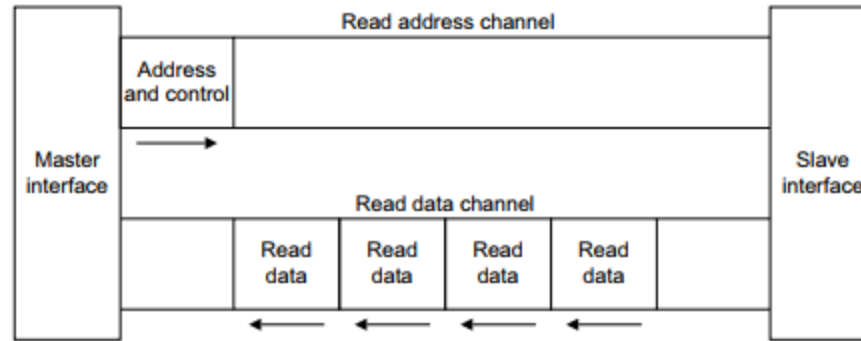 Read address channel
Address
and control
Master
interface
Slave
interface
Read data channel
Read
data
Read
data
Read
data
Read
data